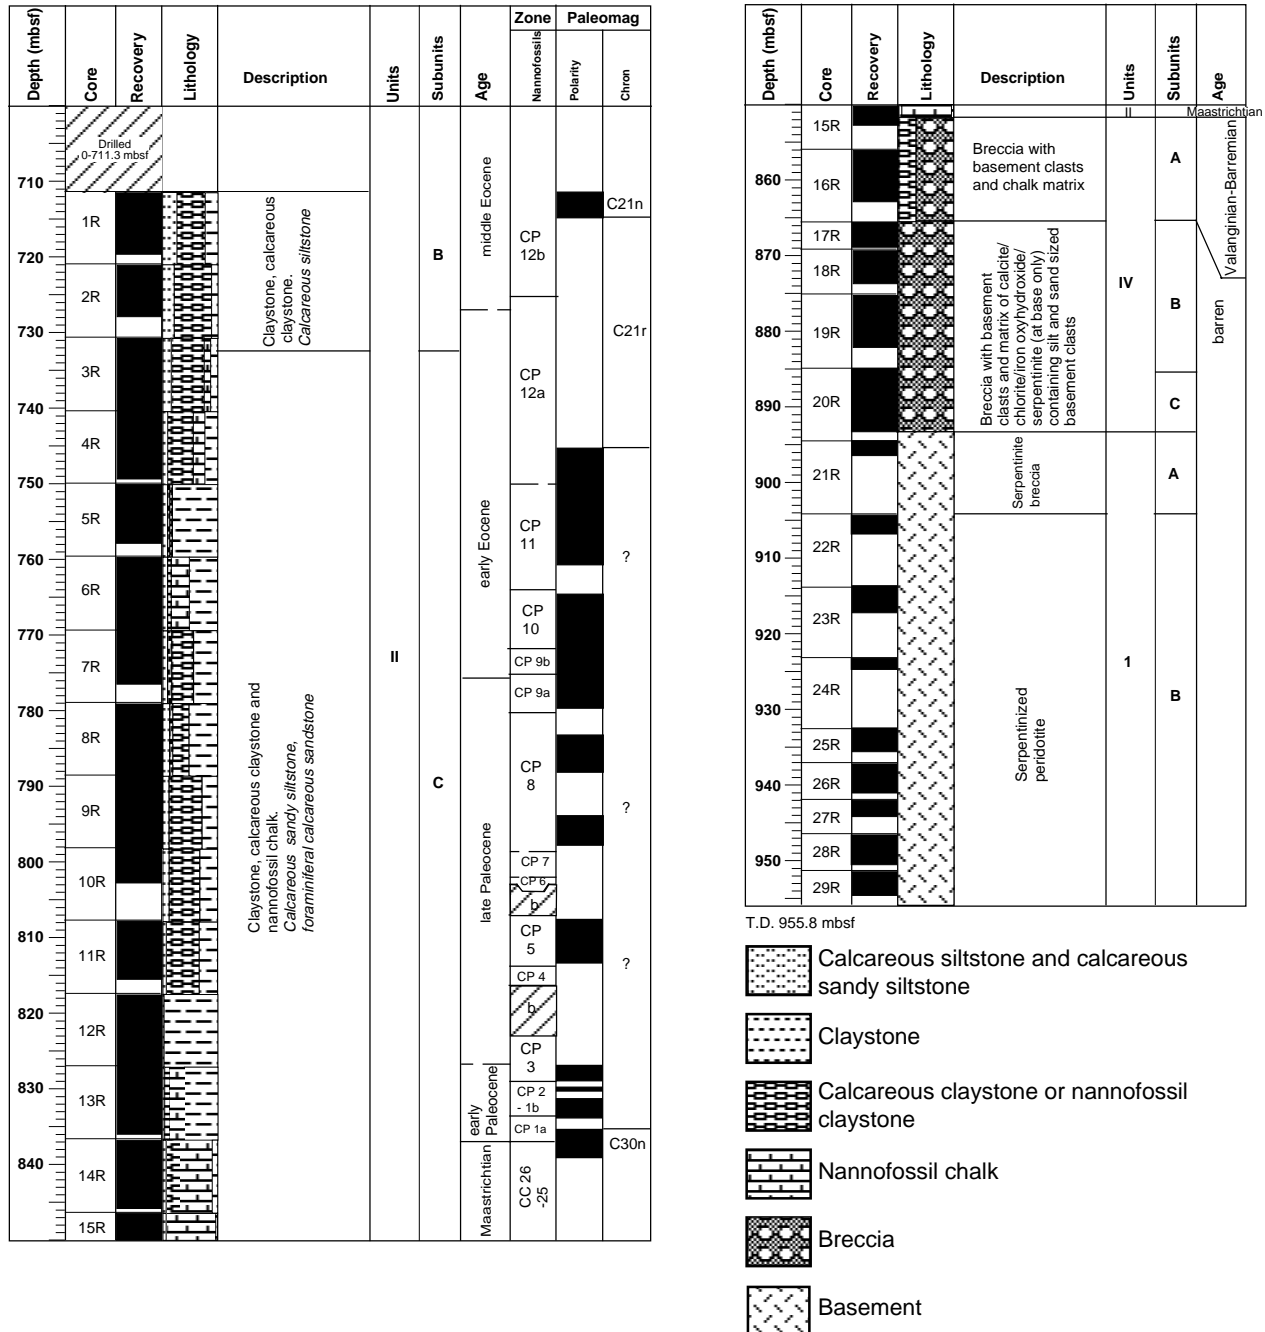 Zone
Paleomag
Depth (mbsf)
Core
Recovery
Lithology
Description
Units
Subunits
Age
Nannofossils
Polarity
Chron
Drilled
0-711.3 mbsf
710
720
730
740
750
760
770
780
790
800
810
820
830
840
1R
2R
3R
4R
5R
6R
7R
8R
9R
10R
11R
12R
13R
14R
15R
Claystone, calcareous
claystone.
Calcareous siltstone
Claystone, calcareous claystone and
nannofossil chalk.
Calcareous sandy siltstone,
foraminiferal calcareous sandstone
II
B
C
middle Eocene
early Eocene
late Paleocene
early
Paleocene
Maastrichtian
CP
12b
CP
12a
CP
11
CP
10
CP 9b
CP 9a
CP
8
CP 7
CP 6
b
CP
5
CP 4
b
CP
3
CP 2
- 1b
CP 1a
CC 26
-25
C21n
C21r
?
?
?
C30n
Depth (mbsf)
Core
Recovery
Lithology
Description
Units
Subunits
Age
860
870
880
890
900
910
920
930
940
950
15R
16R
17R
18R
19R
20R
21R
22R
23R
24R
25R
26R
27R
28R
29R
Breccia with
basement clasts
and chalk matrix
Breccia with basement
clasts and matrix of calcite/
chlorite/iron oxyhydroxide/
serpentinite (at base only)
containing silt and sand sized
basement clasts
Serpentinite
breccia
Serpentinized
peridotite
II
IV
1
A
B
C
A
B
Maastrichtian
Valanginian-Barremian
barren
T.D. 955.8 mbsf
Calcareous siltstone and calcareous
sandy siltstone
Claystone
Calcareous claystone or nannofossil
claystone
Nannofossil chalk
Breccia
Basement